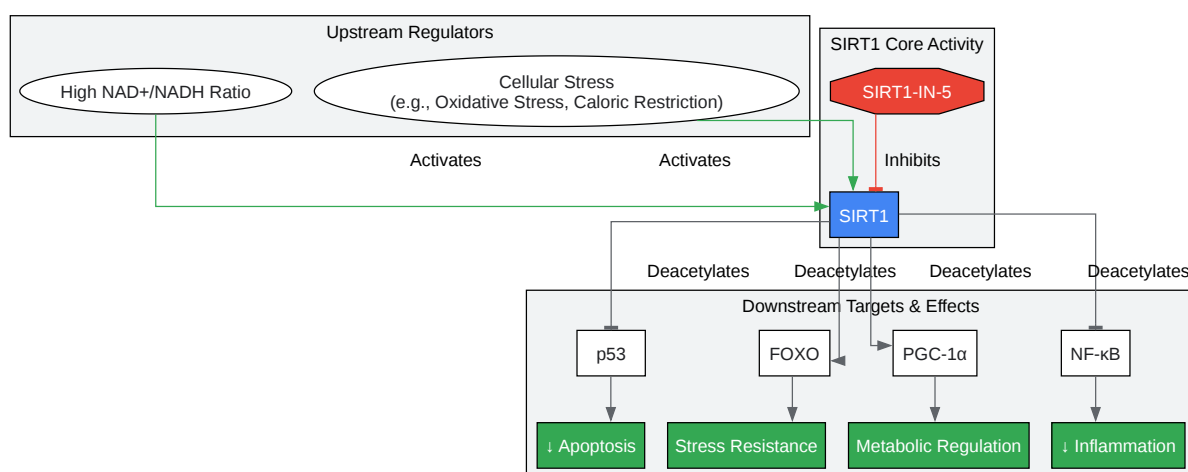 Upstream Regulators
SIRT1 Core Activity
High NAD+/NADH Ratio
Cellular Stress
(e.g., Oxidative Stress, Caloric Restriction)
SIRT1-IN-5
Activates
Activates
Inhibits
SIRT1
Deacetylates
Deacetylates
Deacetylates
Deacetylates
Downstream Targets & Effects
p53
FOXO
PGC-1α
NF-κB
↓ Apoptosis
Stress Resistance
Metabolic Regulation
↓ Inflammation